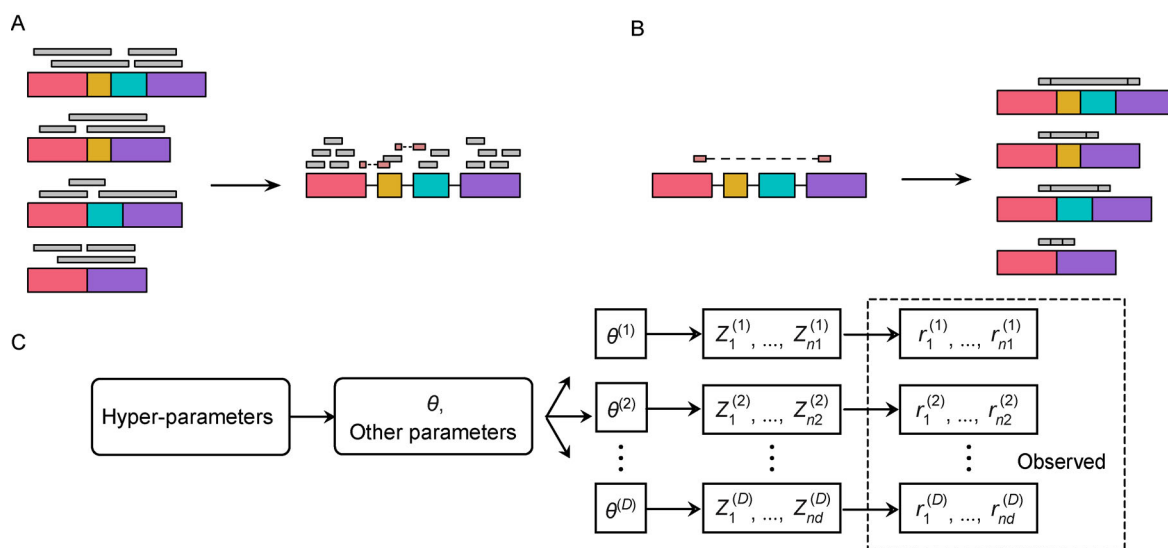 A
B
C
Hyper-parameters
θ,
Other parameters
θ^(1)
Z_1^(1), ..., Z_n1^(1)
r_1^(1), ..., r_n1^(1)
θ^(2)
Z_1^(2), ..., Z_n2^(2)
r_1^(2), ..., r_n2^(2)
Observed
θ^(D)
Z_1^(D), ..., Z_nd^(D)
r_1^(D), ..., r_nd^(D)